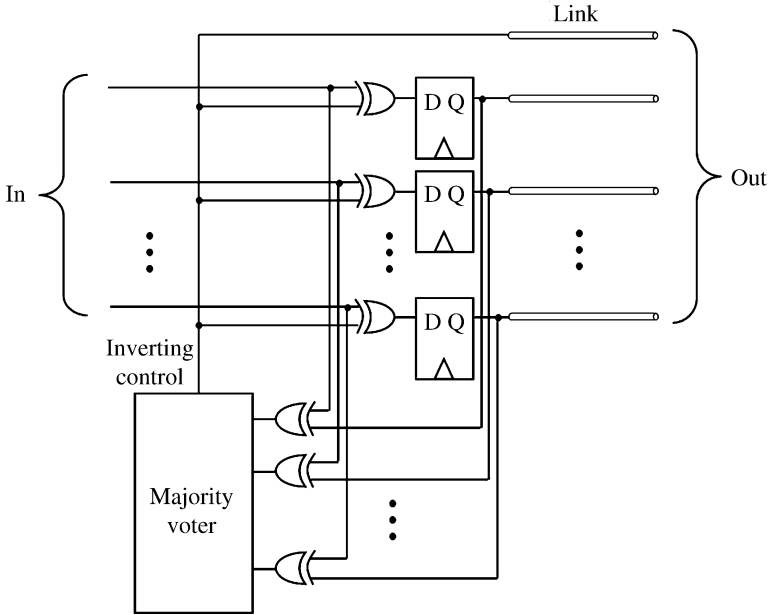 Link
D Q
In
D Q
Out
D Q
Inverting
control
Majority
voter